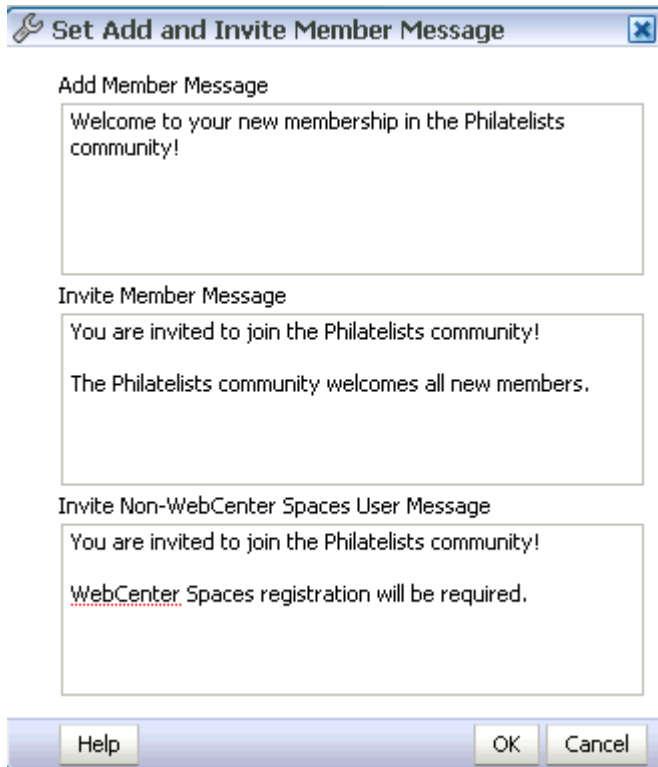 Set Add and Invite Member Message
Add Member Message
Welcome to your new membership in the Philatelists
community!
Invite Member Message
You are invited to join the Philatelists community!
The Philatelists community welcomes all new members.
Invite Non-WebCenter Spaces User Message
You are invited to join the Philatelists community!
WebCenter Spaces registration will be required.
Help OK Cancel